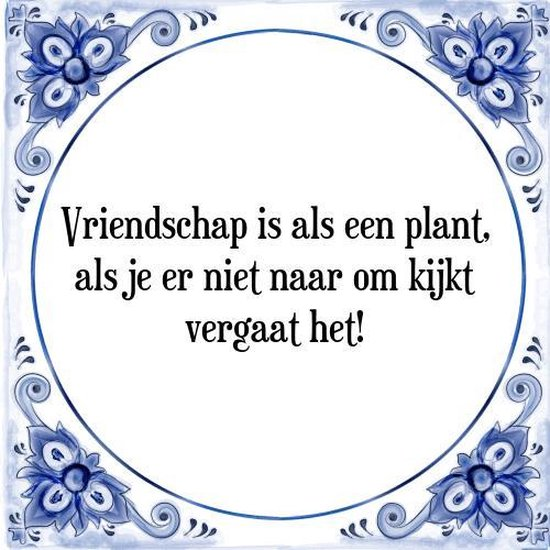 Vriendschap is als een plant,
als je er niet naar om kijkt
vergaat het!